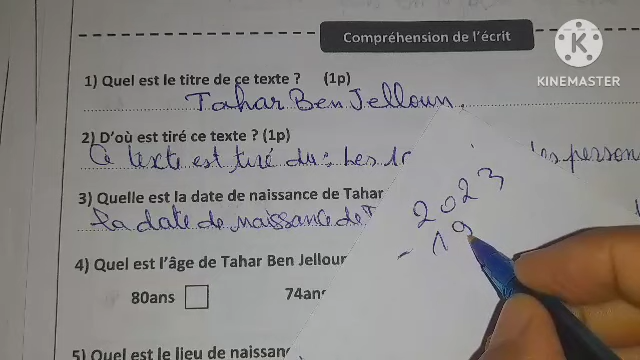 Compréhension de l'écrit
KINEMASTER
1) Quel est le titre de ce texte ? (1p)
Tahar Ben Jelloun.
2) D'où est tiré ce texte ? (1p)
Ce texte est tiré du : Les person
3) Quelle est la date de naissance de Tahar
la date de naissance de T
2023
- 19
4) Quel est l'âge de Tahar Ben Jelloun
80ans 74ans
5) Quel est le lieu de naissan